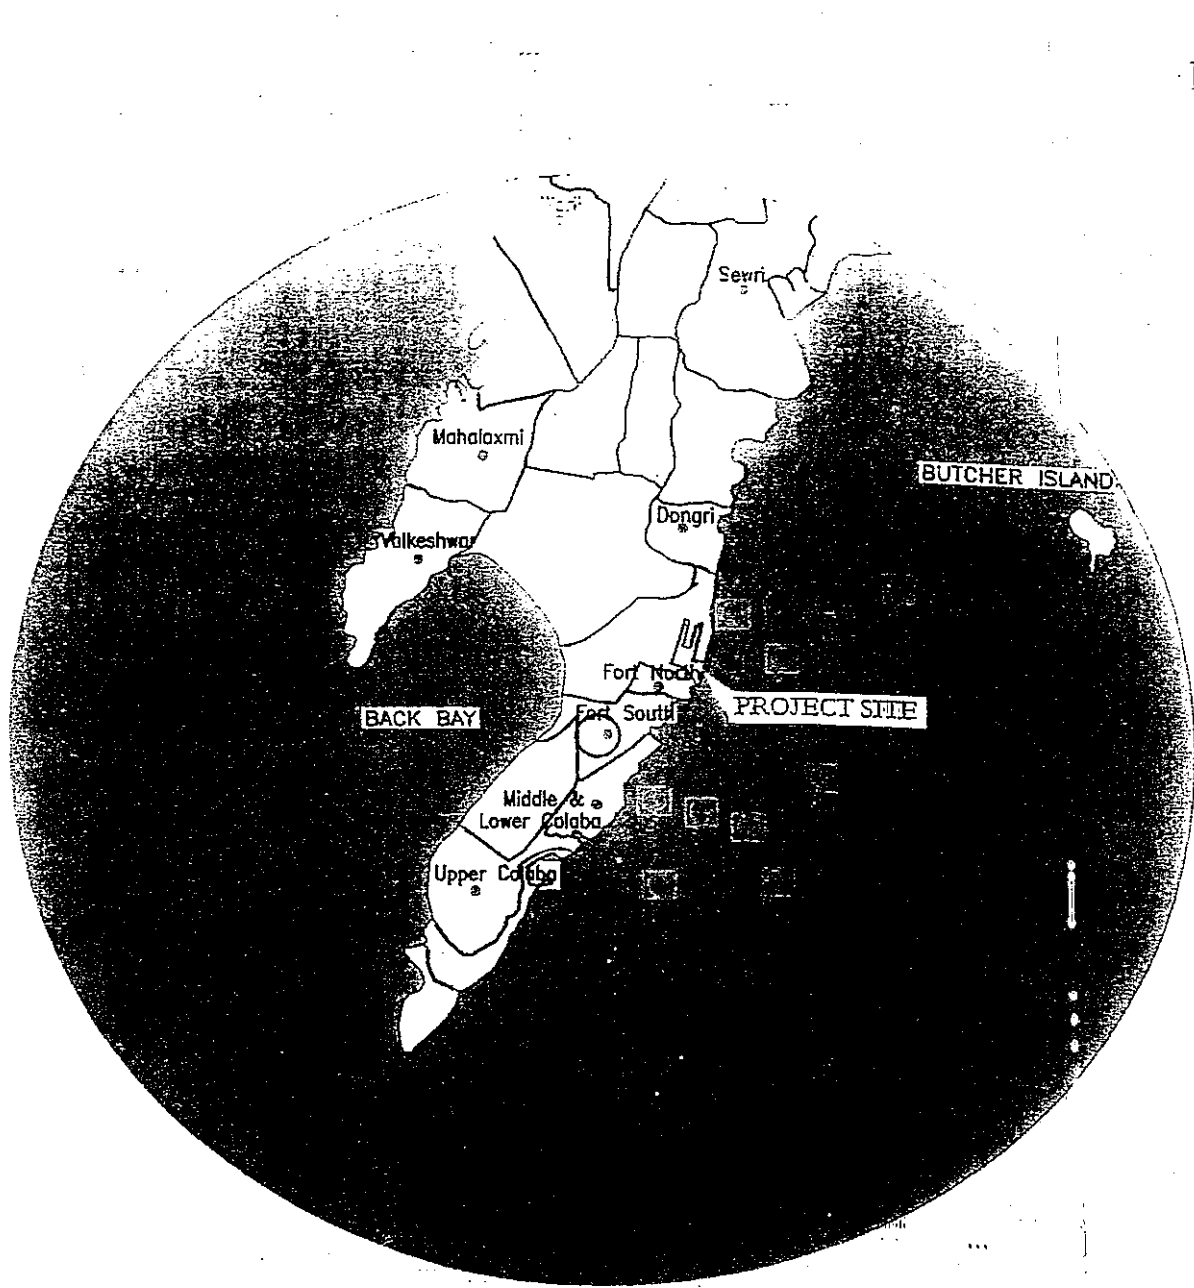 Sewri
Mahalaxmi
BUTCHER ISLAND
Dongri
Walkeshwar
Fort North
PROJECT SITE
BACK BAY
Fort South
Middle &
Lower Colaba
Upper Colaba